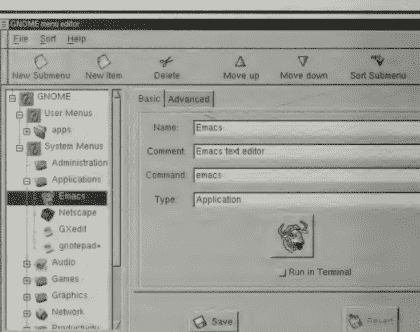 GNOME menu editor
File Sort Help
New Submenu New Item Delete Move up Move down Sort Submenu
GNOME
User Menus
apps
System Menus
Administration
Applications
Emacs
Netscape
GXedit
gnotepad+
Audio
Games
Graphics
Network
Productivity
Basic Advanced
Name: Emacs
Comment: Emacs text editor
Command: emacs
Type: Application
Run in Terminal
Save Revert